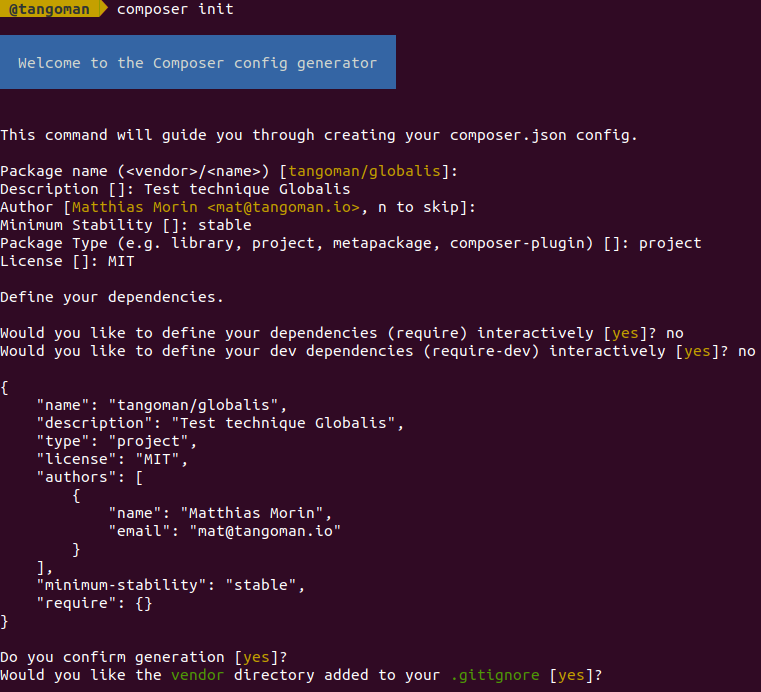 @tangoman composer init
Welcome to the Composer config generator
This command will guide you through creating your composer.json config.
Package name (<vendor>/<name>) [tangoman/globalis]:
Description []: Test technique Globalis
Author [Matthias Morin <mat@tangoman.io>, n to skip]:
Minimum Stability []: stable
Package Type (e.g. library, project, metapackage, composer-plugin) []: project
License []: MIT
Define your dependencies.
Would you like to define your dependencies (require) interactively [yes]? no
Would you like to define your dev dependencies (require-dev) interactively [yes]? no
{
    "name": "tangoman/globalis",
    "description": "Test technique Globalis",
    "type": "project",
    "license": "MIT",
    "authors": [
        {
            "name": "Matthias Morin",
            "email": "mat@tangoman.io"
        }
    ],
    "minimum-stability": "stable",
    "require": {}
}
Do you confirm generation [yes]?
Would you like the vendor directory added to your .gitignore [yes]?